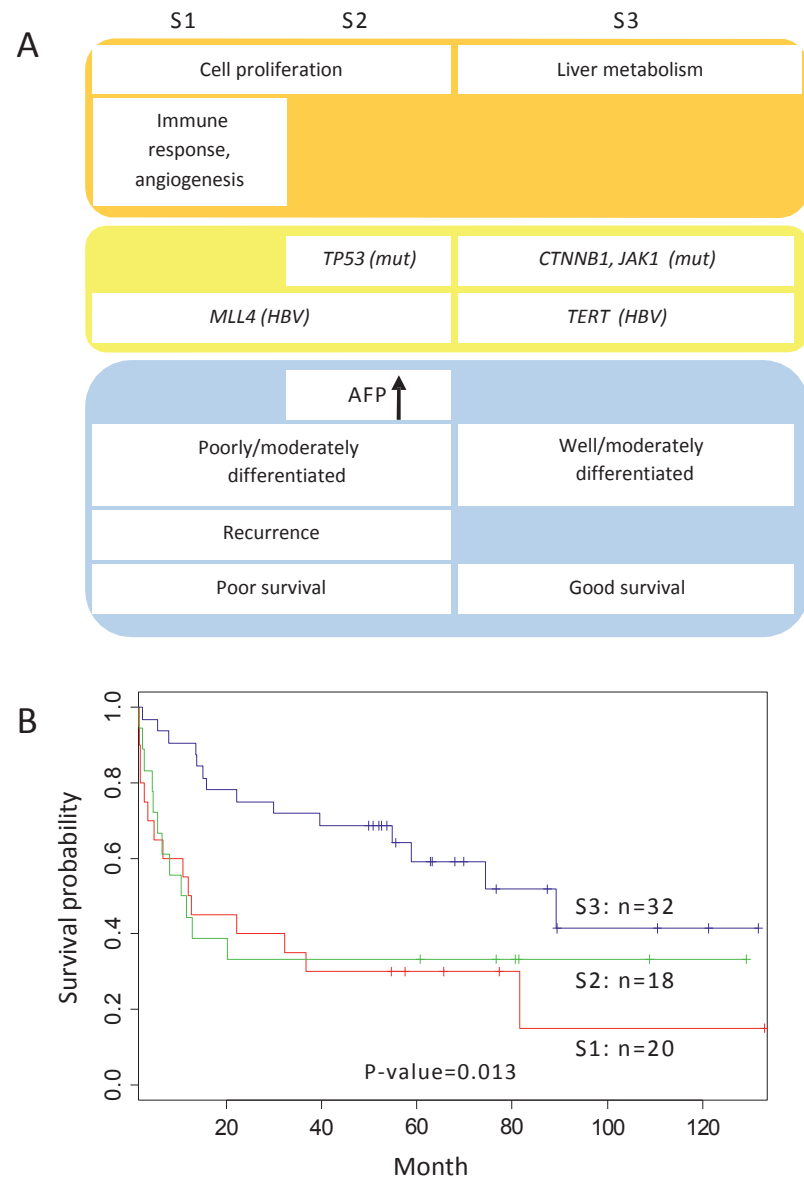 A
S1 S2 S3
Cell proliferation Liver metabolism
Immune
response,
angiogenesis
TP53 (mut) CTNNB1, JAK1 (mut)
MLL4 (HBV) TERT (HBV)
AFP
Poorly/moderately
differentiated
Well/moderately
differentiated
Recurrence
Poor survival Good survival
B
Survival probability
1.0
0.8
0.6
0.4
0.2
0.0
S3: n=32
S2: n=18
S1: n=20
P-value=0.013
20 40 60 80 100 120
Month